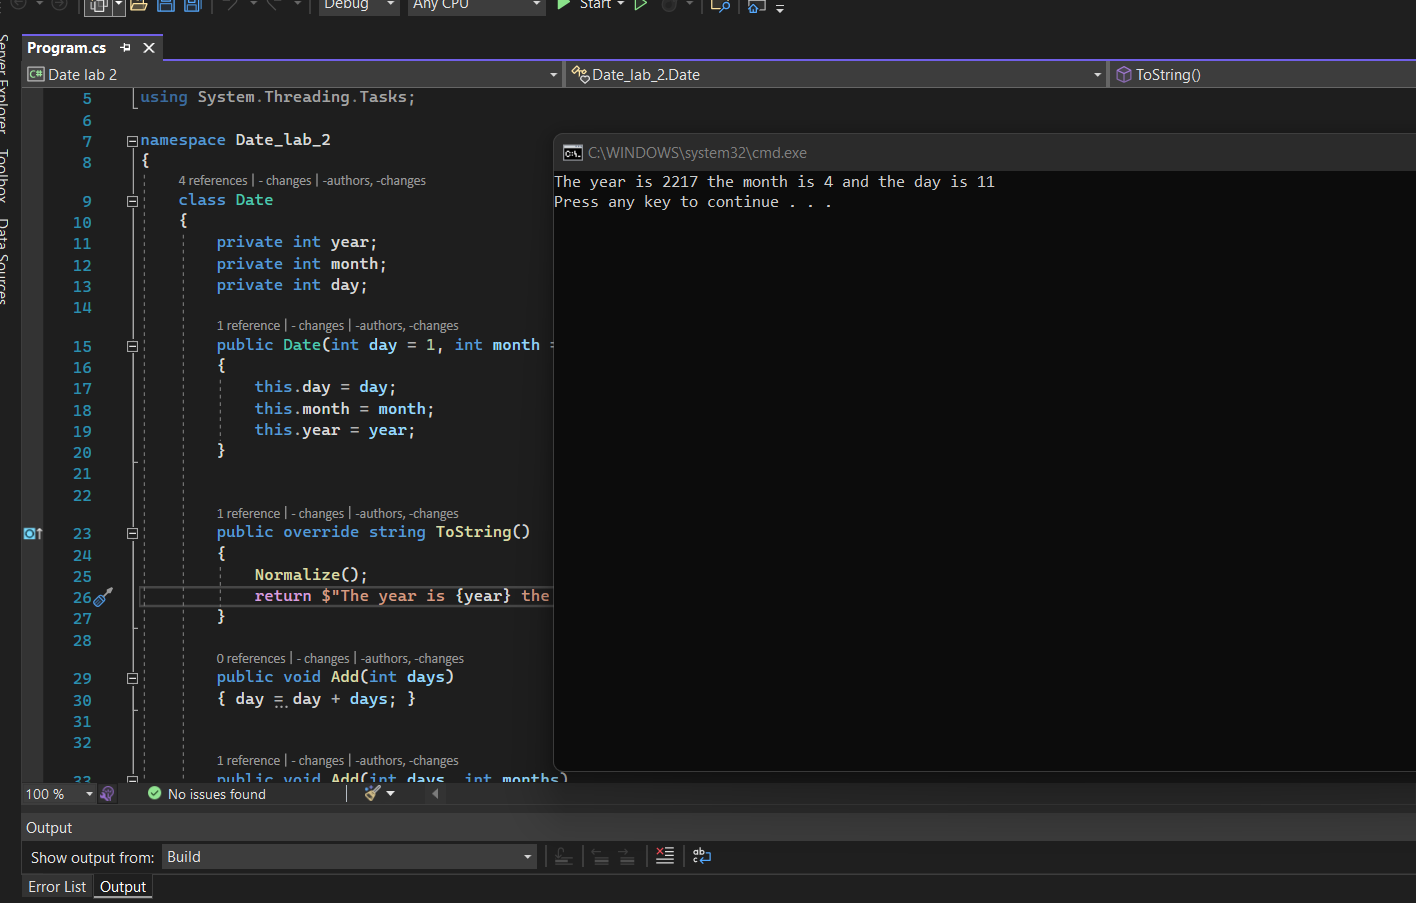 Debug
Any CPU
Start
Server Explorer
Toolbox
Data Sources
Program.cs
C# Date lab 2
Date_lab_2.Date
ToString()
5 using System.Threading.Tasks;
6
7 namespace Date_lab_2
8 {
4 references | - changes | -authors, -changes
9 class Date
10 {
11 private int year;
12 private int month;
13 private int day;
14
1 reference | - changes | -authors, -changes
15 public Date(int day = 1, int month =
16 {
17 this.day = day;
18 this.month = month;
19 this.year = year;
20 }
21
22
1 reference | - changes | -authors, -changes
23 public override string ToString()
24 {
25 Normalize();
26 return $"The year is {year} the
27 }
28
0 references | - changes | -authors, -changes
29 public void Add(int days)
30 { day = day + days; }
31
32
1 reference | - changes | -authors, -changes
33 public void Add(int days, int months)
C:\WINDOWS\system32\cmd.exe
The year is 2217 the month is 4 and the day is 11
Press any key to continue . . .
100 %
No issues found
Output
Show output from: Build
Error List Output